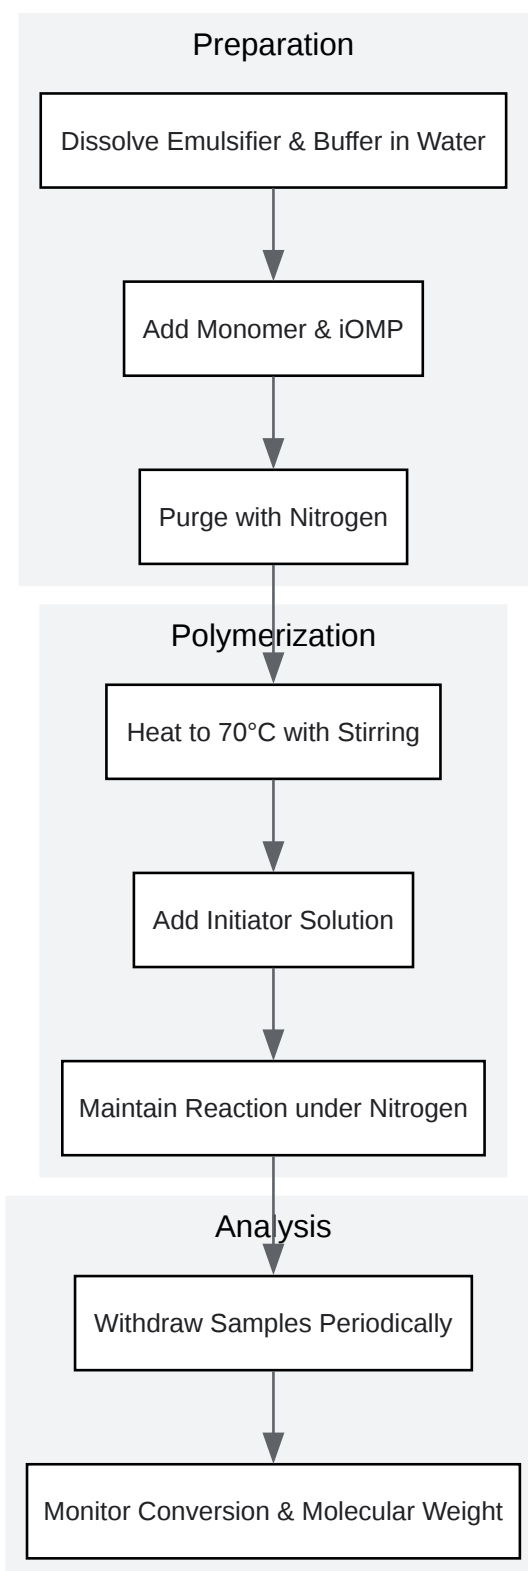 Preparation
Dissolve Emulsifier & Buffer in Water
Add Monomer & iOMP
Purge with Nitrogen
Polymerization
Heat to 70°C with Stirring
Add Initiator Solution
Maintain Reaction under Nitrogen
Analysis
Withdraw Samples Periodically
Monitor Conversion & Molecular Weight